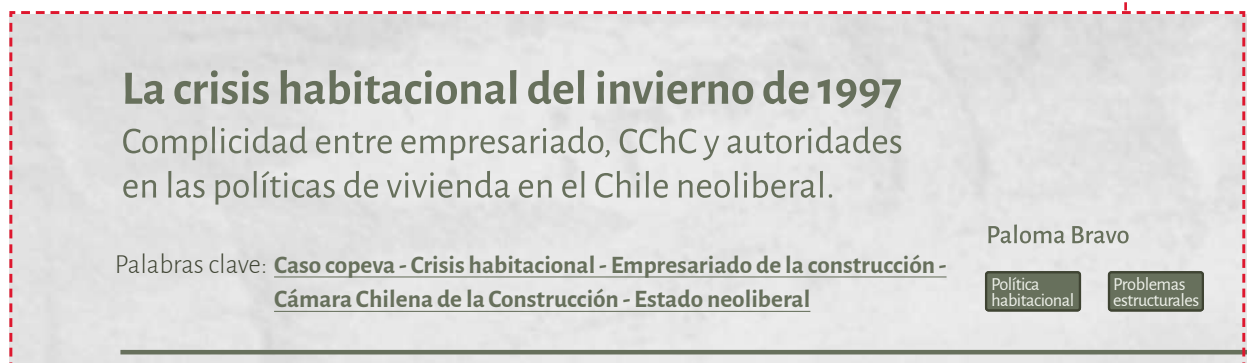 La crisis habitacional del invierno de 1997
Complicidad entre empresariado, CChC y autoridades
en las políticas de vivienda en el Chile neoliberal.
Paloma Bravo
Palabras clave: Caso copeva - Crisis habitacional - Empresariado de la construcción -
Cámara Chilena de la Construcción - Estado neoliberal
Política
habitacional
Problemas
estructurales